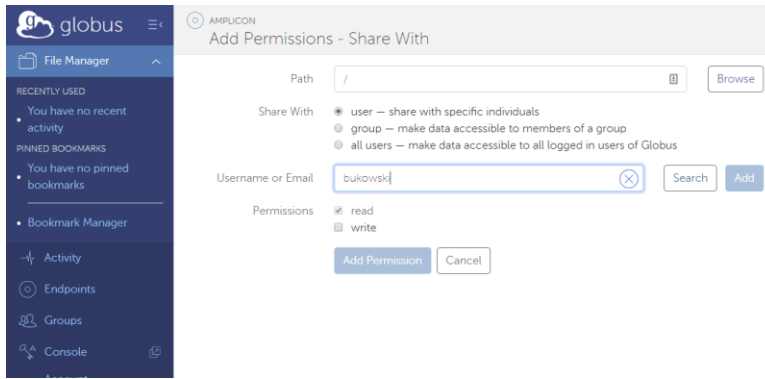 globus
File Manager
RECENTLY USED
You have no recent
activity
PINNED BOOKMARKS
You have no pinned
bookmarks
Bookmark Manager
Activity
Endpoints
Groups
Console
Account
AMPLICON
Add Permissions - Share With
Path / Browse
Share With user — share with specific individuals
group — make data accessible to members of a group
all users — make data accessible to all logged in users of Globus
Username or Email bukowski Search Add
Permissions read
write
Add Permission Cancel